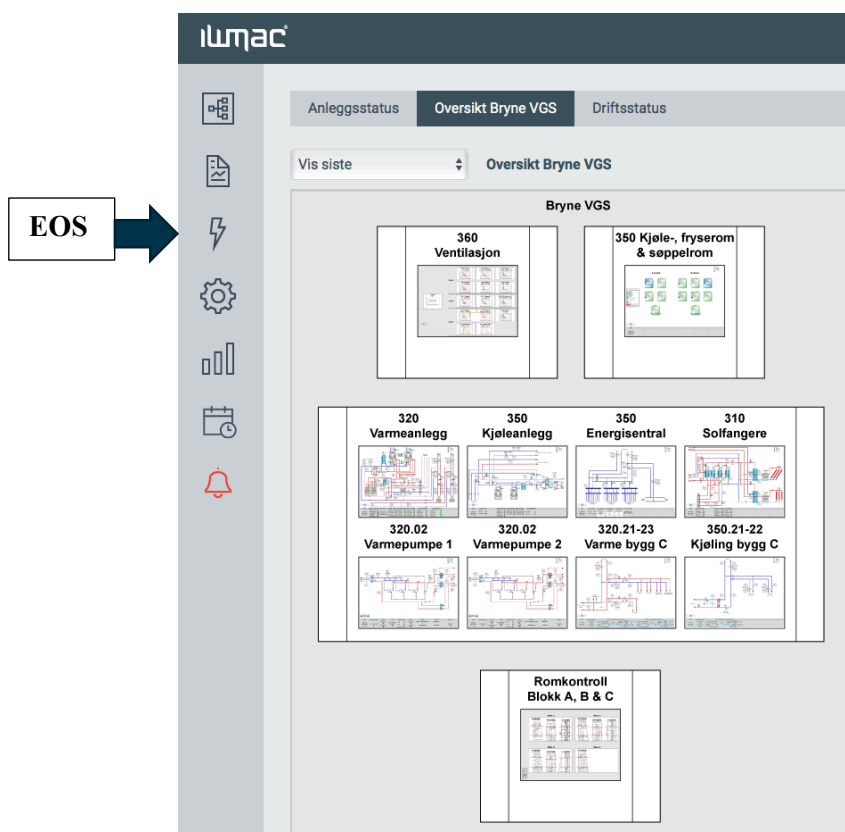 ilumac
Anleggsstatus
Oversikt Bryne VGS
Driftsstatus
Vis siste
Oversikt Bryne VGS
EOS
Bryne VGS
360
Ventilasjon
350 Kjøle-, fryserom
& søppelrom
320
Varmeanlegg
350
Kjøleanlegg
350
Energisentral
310
Solfangere
320.02
Varmepumpe 1
320.02
Varmepumpe 2
320.21-23
Varme bygg C
350.21-22
Kjøling bygg C
Romkontroll
Blokk A, B & C